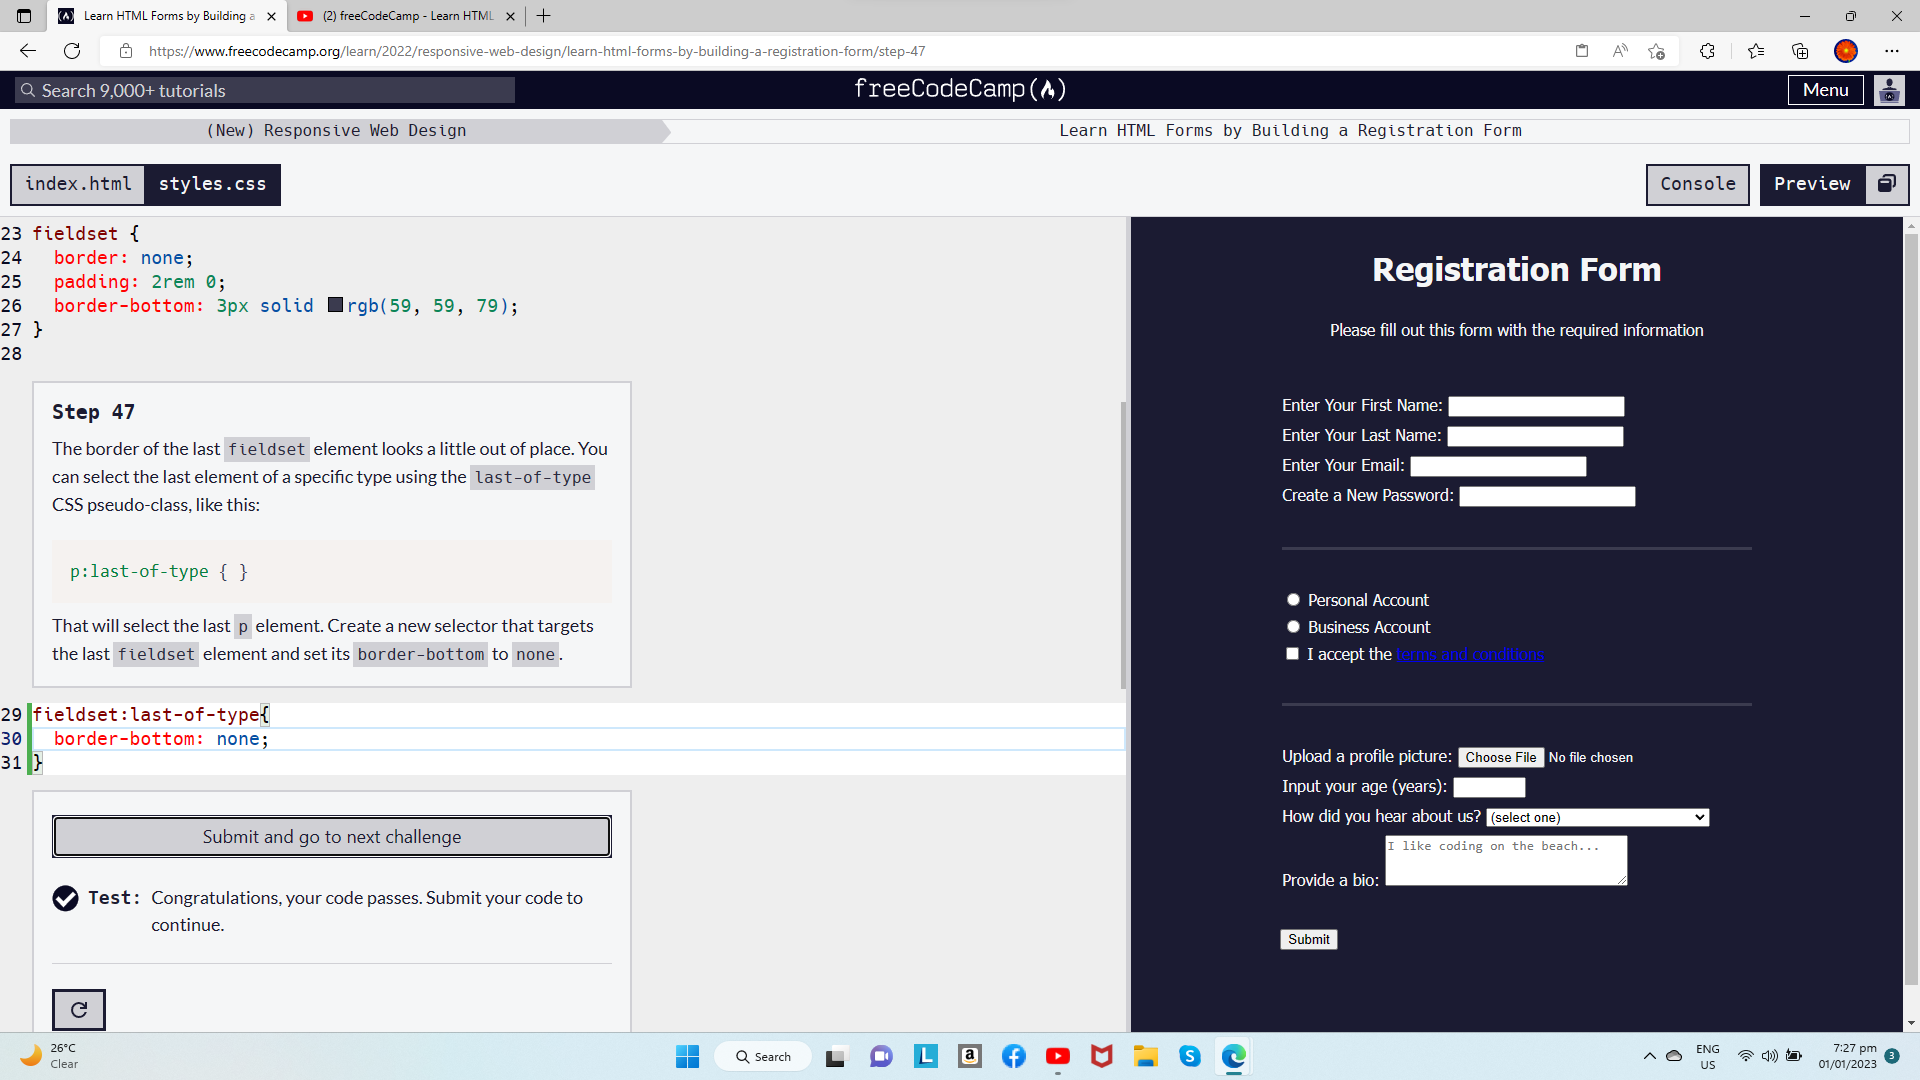 Learn HTML Forms by Building a
(2) freeCodeCamp - Learn HTML
https://www.freecodecamp.org/learn/2022/responsive-web-design/learn-html-forms-by-building-a-registration-form/step-47
Search 9,000+ tutorials
freeCodeCamp
Menu
(New) Responsive Web Design
Learn HTML Forms by Building a Registration Form
index.html
styles.css
Console
Preview
23 fieldset {
24 border: none;
25 padding: 2rem 0;
26 border-bottom: 3px solid rgb(59, 59, 79);
27 }
28
Step 47
The border of the last fieldset element looks a little out of place. You
can select the last element of a specific type using the last-of-type
CSS pseudo-class, like this:
p:last-of-type { }
That will select the last p element. Create a new selector that targets
the last fieldset element and set its border-bottom to none.
29 fieldset:last-of-type{
30 border-bottom: none;
31 }
Submit and go to next challenge
Test: Congratulations, your code passes. Submit your code to
continue.
Registration Form
Please fill out this form with the required information
Enter Your First Name:
Enter Your Last Name:
Enter Your Email:
Create a New Password:
Personal Account
Business Account
I accept the terms and conditions
Upload a profile picture: Choose File No file chosen
Input your age (years):
How did you hear about us? (select one)
I like coding on the beach...
Provide a bio:
Submit
26°C
Clear
Search
ENG
US
7:27 pm
01/01/2023
3